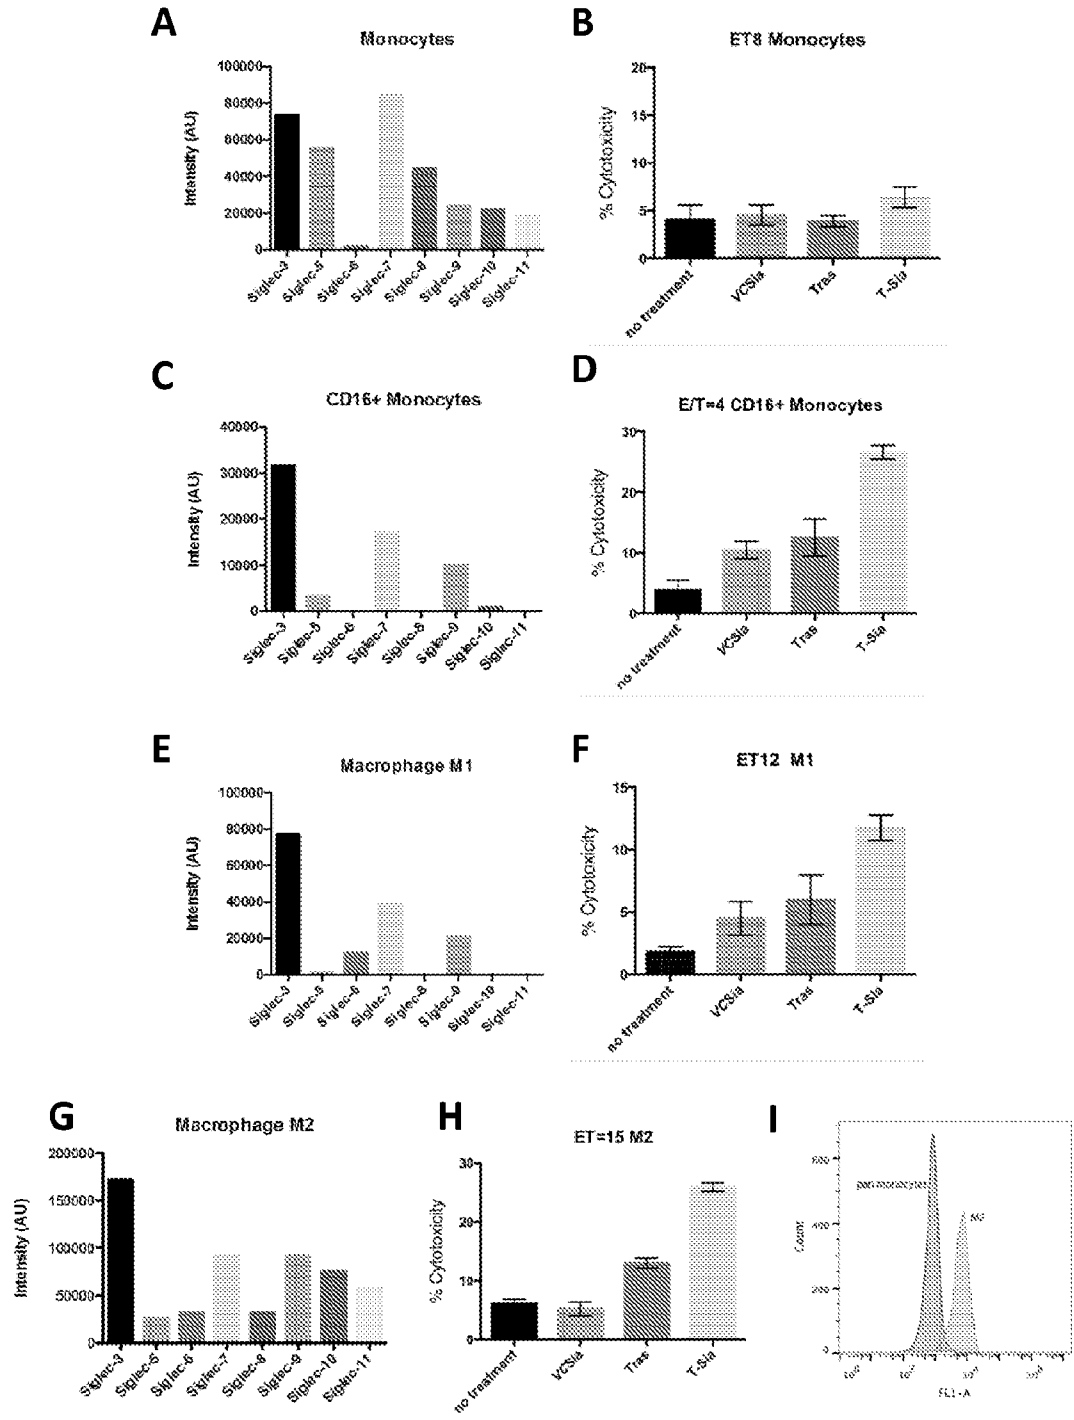 A
Monocytes
Intensity (AU)
100000
80000
60000
40000
20000
0
Siglec-3
Siglec-5
Siglec-6
Siglec-7
Siglec-8
Siglec-9
Siglec-10
Siglec-11
B
ET8 Monocytes
% Cytotoxicity
20
15
10
5
0
no treatment
VCSia
Tras
T-Sia
C
CD16+ Monocytes
Intensity (AU)
40000
30000
20000
10000
0
Siglec-3
Siglec-5
Siglec-6
Siglec-7
Siglec-8
Siglec-9
Siglec-10
Siglec-11
D
E/T=4 CD16+ Monocytes
% Cytotoxicity
30
20
10
0
no treatment
VCSia
Tras
T-Sia
E
Macrophage M1
Intensity (AU)
100000
80000
60000
40000
20000
0
Siglec-3
Siglec-5
Siglec-6
Siglec-7
Siglec-8
Siglec-9
Siglec-10
Siglec-11
F
ET12 M1
% Cytotoxicity
15
10
5
0
no treatment
VCSia
Tras
T-Sia
G
Macrophage M2
Intensity (AU)
200000
150000
100000
50000
0
Siglec-3
Siglec-5
Siglec-6
Siglec-7
Siglec-8
Siglec-9
Siglec-10
Siglec-11
H
ET=15 M2
% Cytotoxicity
30
20
10
0
no treatment
VCSia
Tras
T-Sia
I
Count
600
400
200
0
pan monocytes
M2
FL1-A